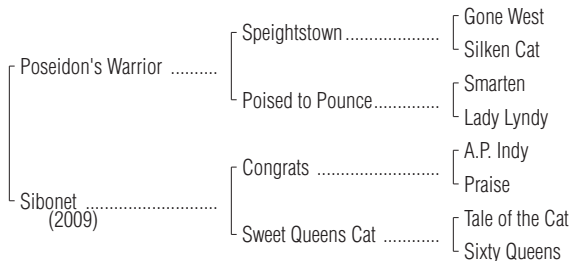 Gone West
Speightstown ..................
Silken Cat
Poseidon's Warrior ..........
Smarten
Poised to Pounce..............
Lady Lyndy
A.P. Indy
Congrats ..........................
Praise
Sibonet ............................
(2009)
Tale of the Cat
Sweet Queens Cat ............
Sixty Queens